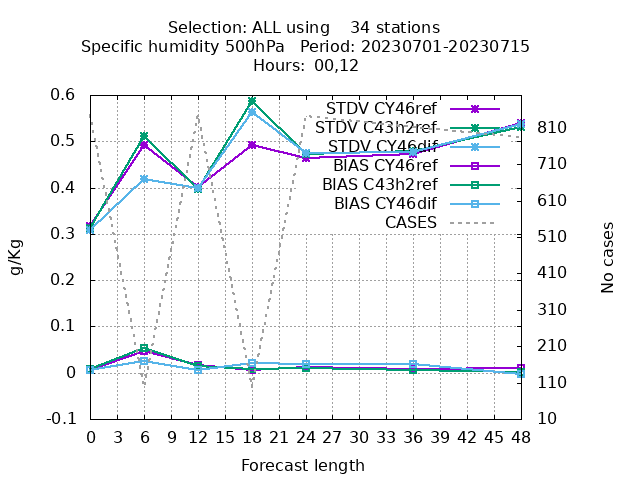 Selection: ALL using    34 stations
Specific humidity 500hPa   Period: 20230701-20230715
Hours: 00,12
STDV CY46ref
STDV C43h2ref
STDV CY46dif
BIAS CY46ref
BIAS C43h2ref
BIAS CY46dif
CASES
0.6
0.5
0.4
0.3
0.2
0.1
0
-0.1
g/Kg
810
710
610
510
410
310
210
110
10
No cases
0 3 6 9 12 15 18 21 24 27 30 33 36 39 42 45 48
Forecast length